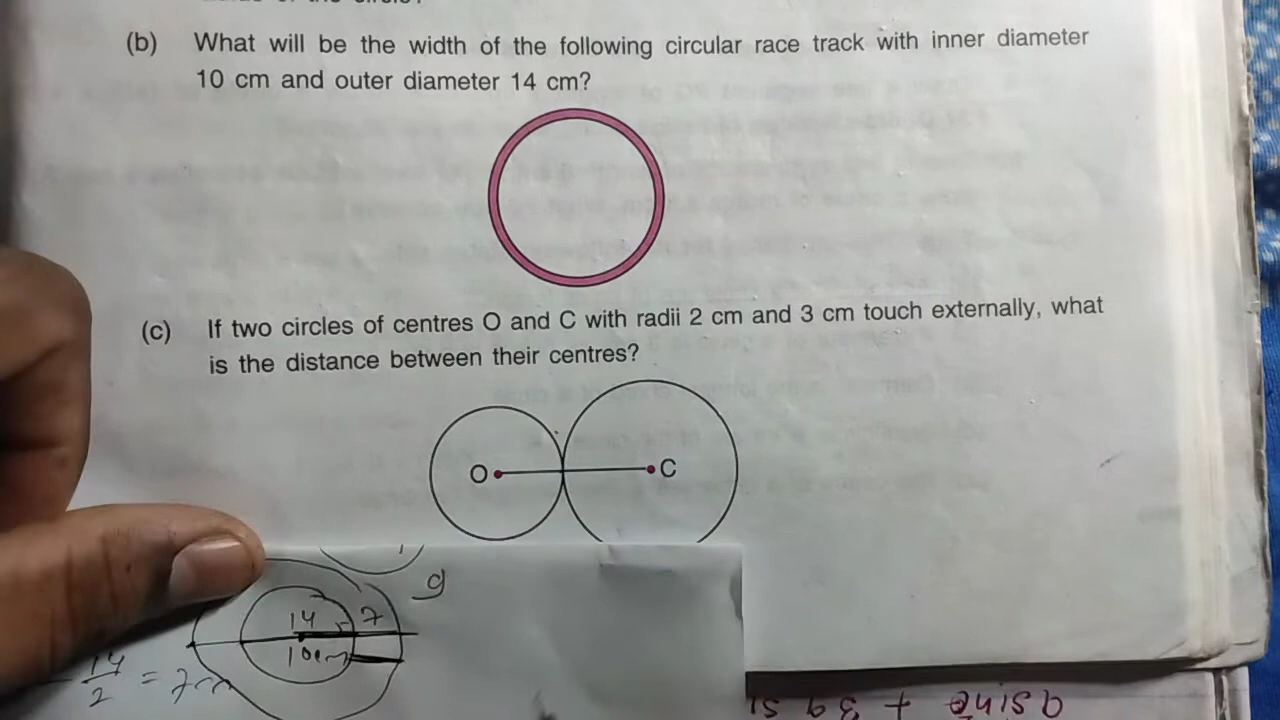 (b) What will be the width of the following circular race track with inner diameter
10 cm and outer diameter 14 cm?
(c) If two circles of centres O and C with radii 2 cm and 3 cm touch externally, what
is the distance between their centres?
O C
g
14 7
10cm
14/2 = 7cm